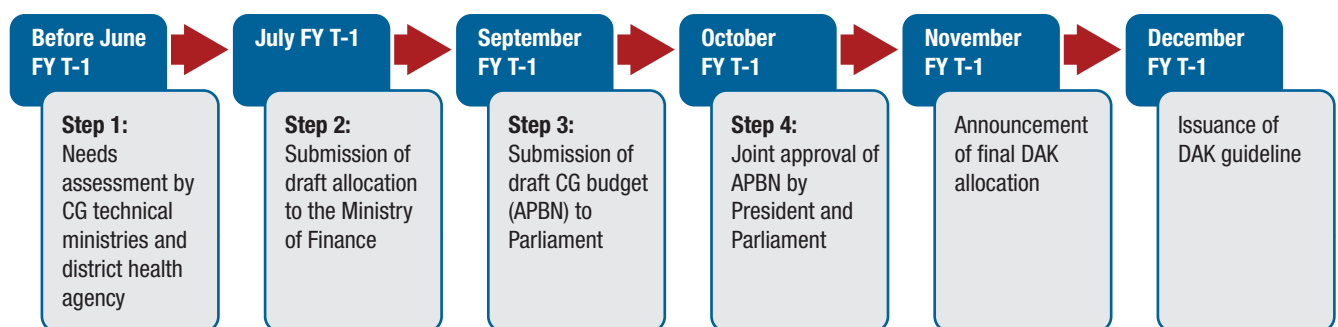 Before June
FY T-1
July FY T-1
September
FY T-1
October
FY T-1
November
FY T-1
December
FY T-1
Step 1:
Needs
assessment by
CG technical
ministries and
district health
agency
Step 2:
Submission of
draft allocation
to the Ministry
of Finance
Step 3:
Submission of
draft CG budget
(APBN) to
Parliament
Step 4:
Joint approval of
APBN by
President and
Parliament
Announcement
of final DAK
allocation
Issuance of
DAK guideline